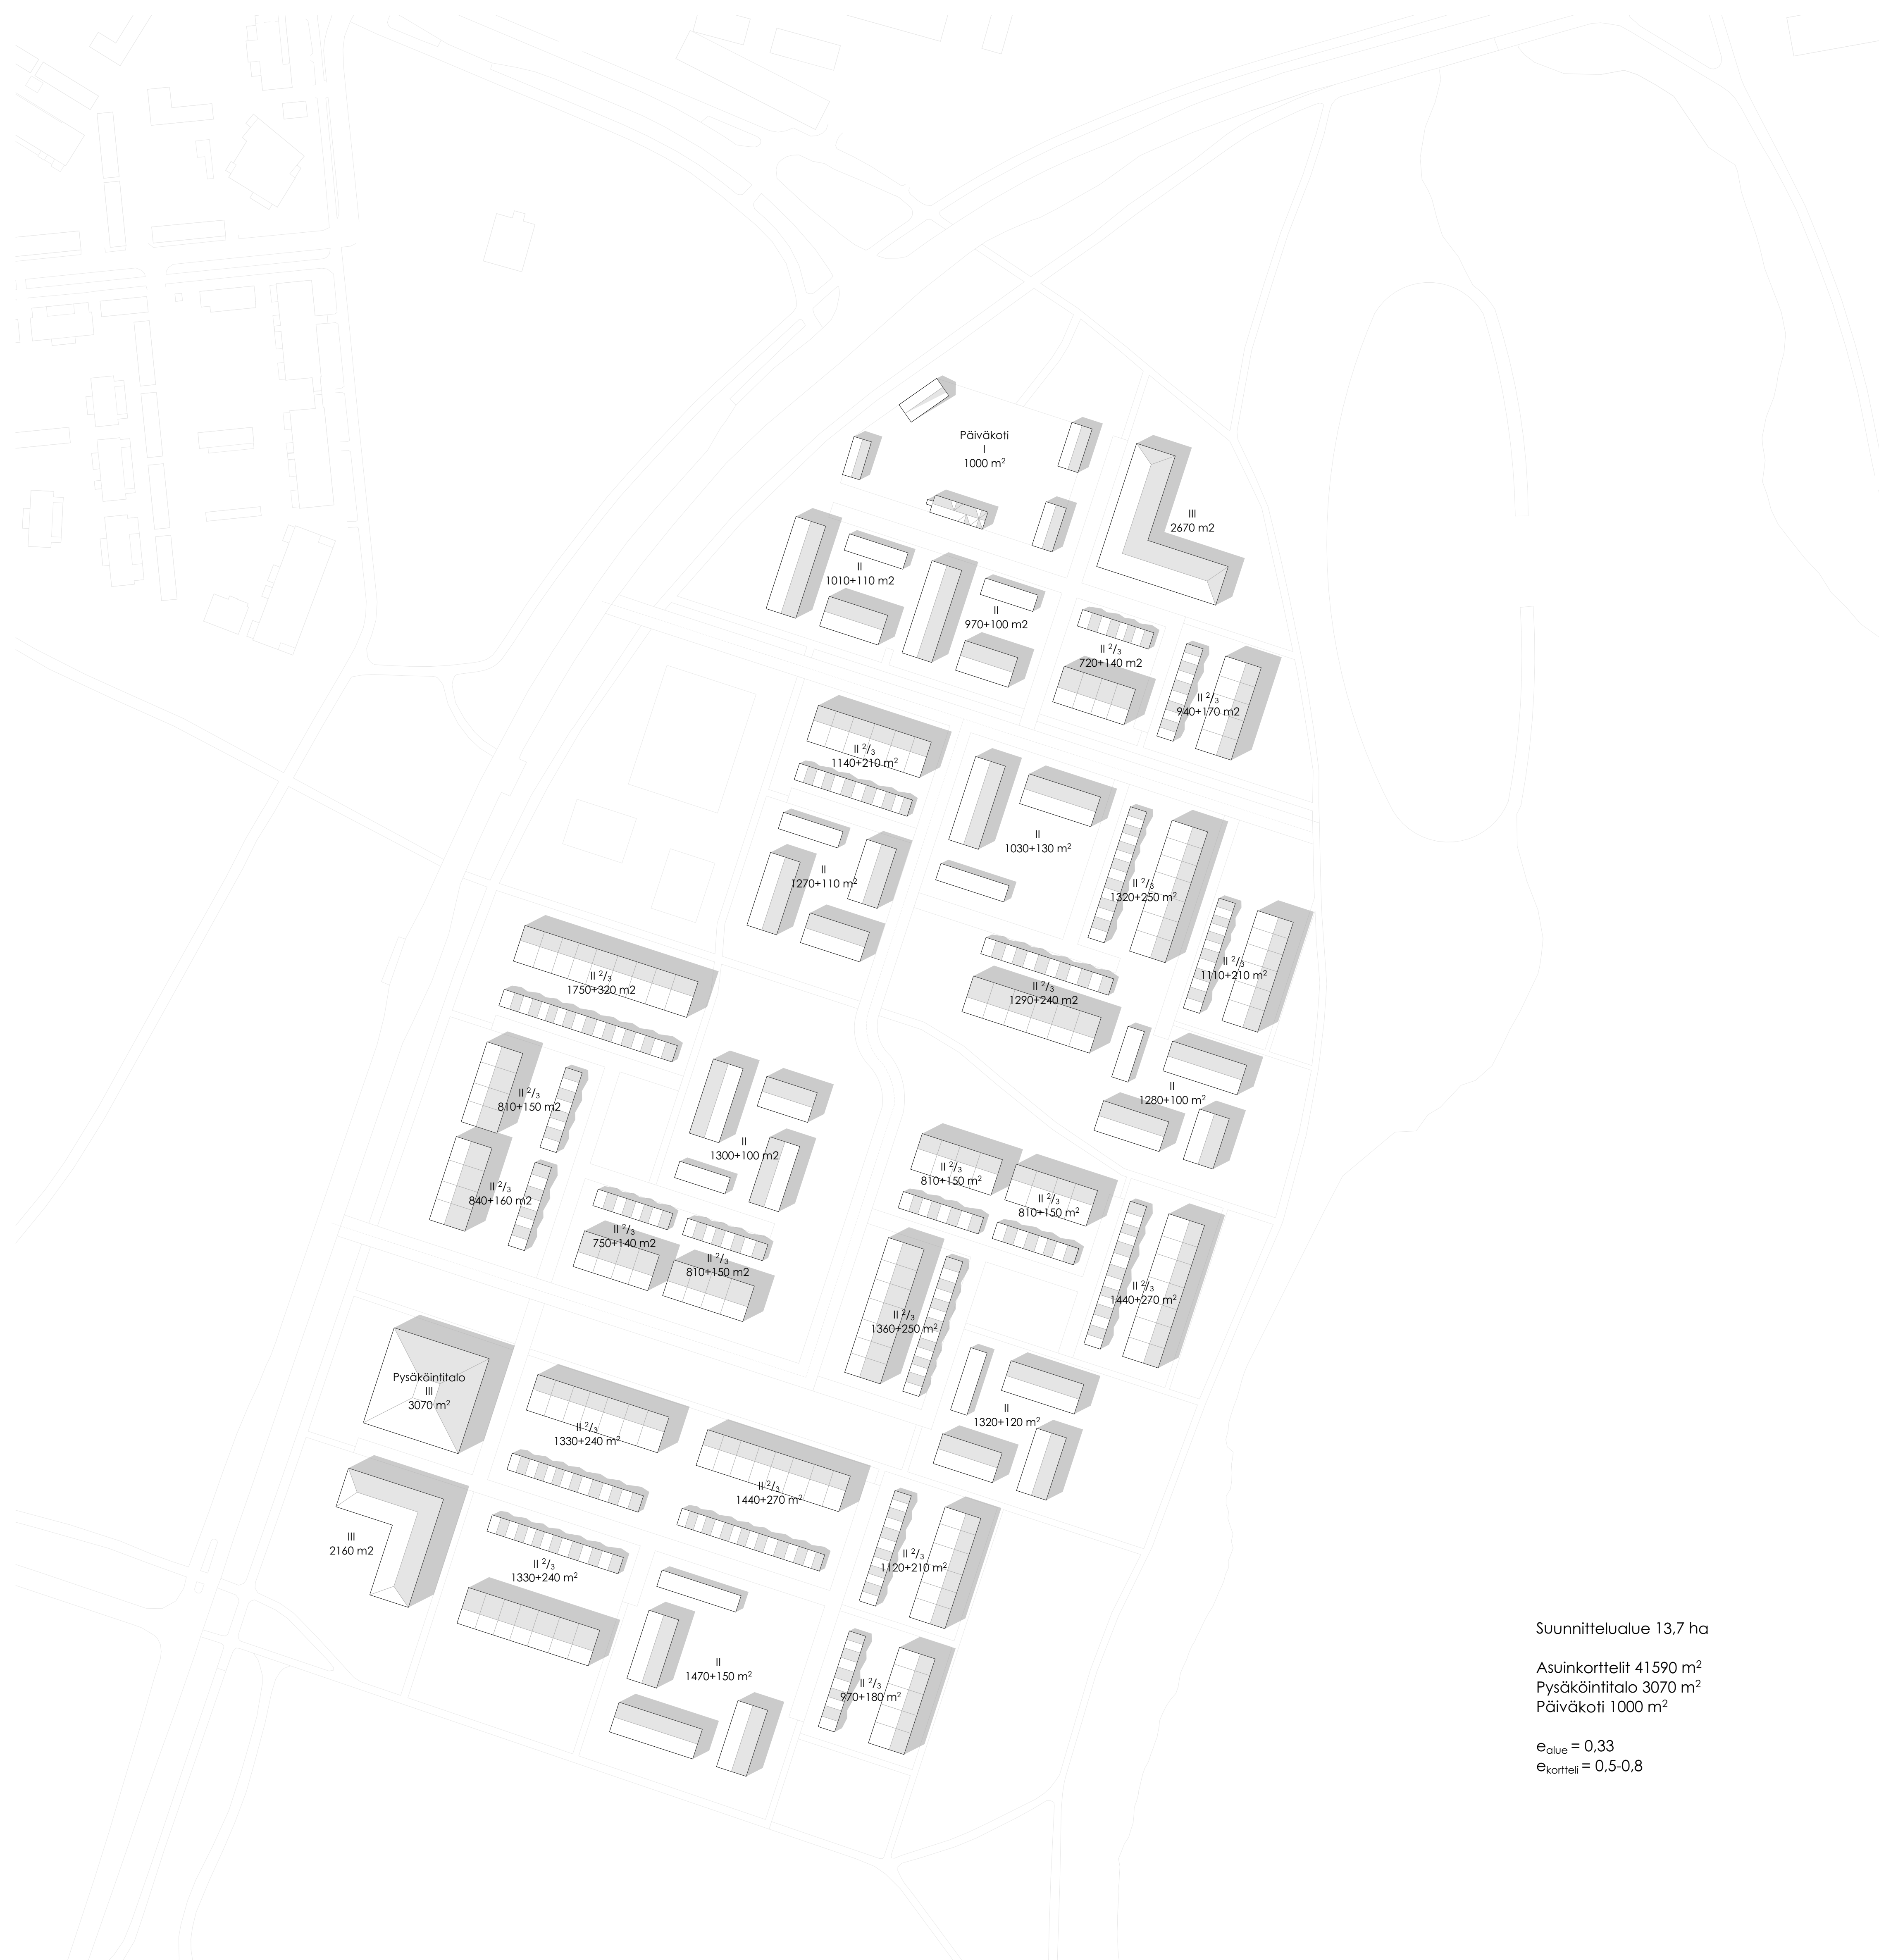 Päiväkoti
I
1000 m²
III
2670 m2
II
1010+110 m2
II
970+100 m2
II ²/₃
720+140 m2
II ²/₃
940+170 m2
II ²/₃
1140+210 m²
II
1030+130 m²
II
1270+110 m²
II ²/₃
1320+250 m²
II ²/₃
1110+210 m²
II ²/₃
1750+320 m2
II ²/₃
1290+240 m2
II ²/₃
810+150 m2
II
1280+100 m²
II
1300+100 m2
II ²/₃
810+150 m²
II ²/₃
810+150 m²
II ²/₃
840+160 m2
II ²/₃
750+140 m2
II ²/₃
810+150 m2
II ²/₃
1440+270 m²
II ²/₃
1360+250 m²
Pysäköintitalo
III
3070 m²
II
1320+120 m²
II ²/₃
1330+240 m²
II ²/₃
1440+270 m²
III
2160 m2
II ²/₃
1330+240 m²
II ²/₃
1120+210 m²
II
1470+150 m²
II ²/₃
970+180 m²
Suunnittelualue 13,7 ha
Asuinkorttelit 41590 m²
Pysäköintitalo 3070 m²
Päiväkoti 1000 m²
ealue = 0,33
ekortteli = 0,5-0,8